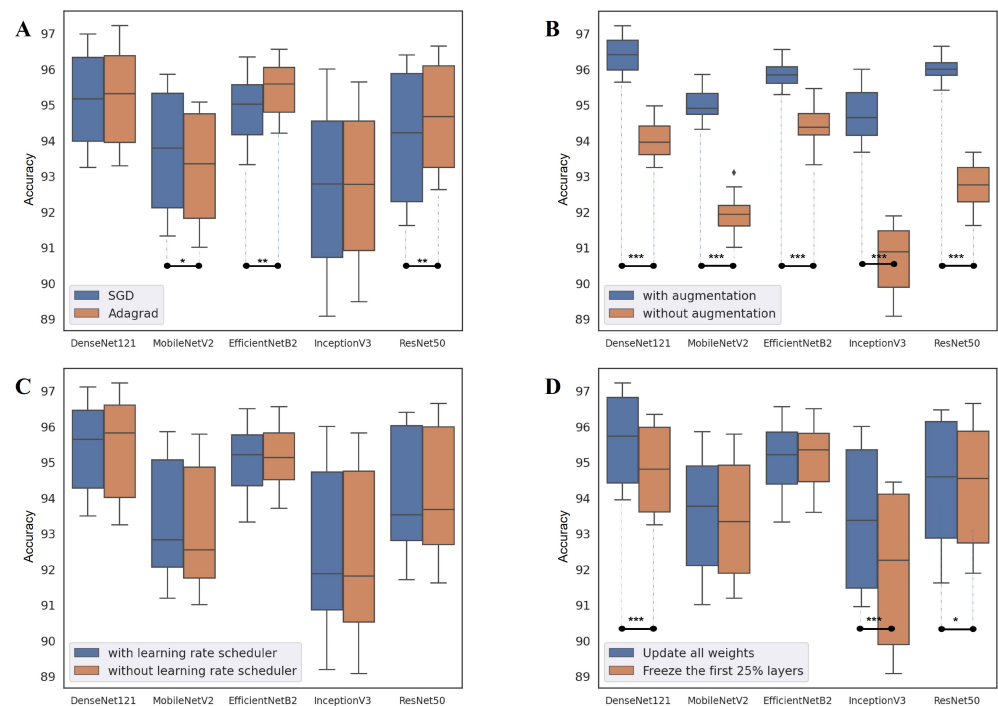 A
Accuracy
97
96
95
94
93
92
91
90
89
* ** **
SGD
Adagrad
DenseNet121 MobileNetV2 EfficientNetB2 InceptionV3 ResNet50
B
Accuracy
97
96
95
94
93
92
91
90
89
*** *** *** *** ***
with augmentation
without augmentation
DenseNet121 MobileNetV2 EfficientNetB2 InceptionV3 ResNet50
C
Accuracy
97
96
95
94
93
92
91
90
89
with learning rate scheduler
without learning rate scheduler
DenseNet121 MobileNetV2 EfficientNetB2 InceptionV3 ResNet50
D
Accuracy
97
96
95
94
93
92
91
90
89
*** *** *
Update all weights
Freeze the first 25% layers
DenseNet121 MobileNetV2 EfficientNetB2 InceptionV3 ResNet50